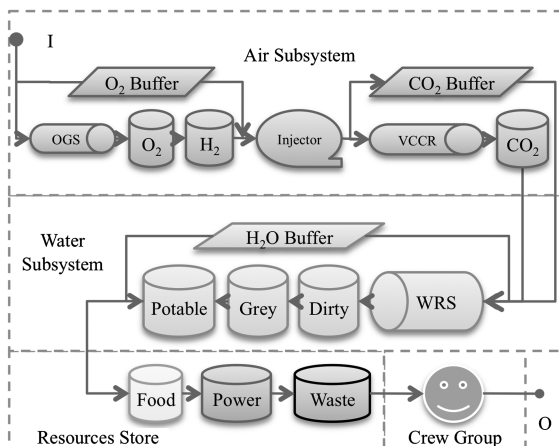 I
O₂ Buffer
Air Subsystem
CO₂ Buffer
OGS
O₂
H₂
Injector
VCCR
CO₂
Water
Subsystem
H₂O Buffer
Potable
Grey
Dirty
WRS
Food
Power
Waste
Resources Store
Crew Group
O